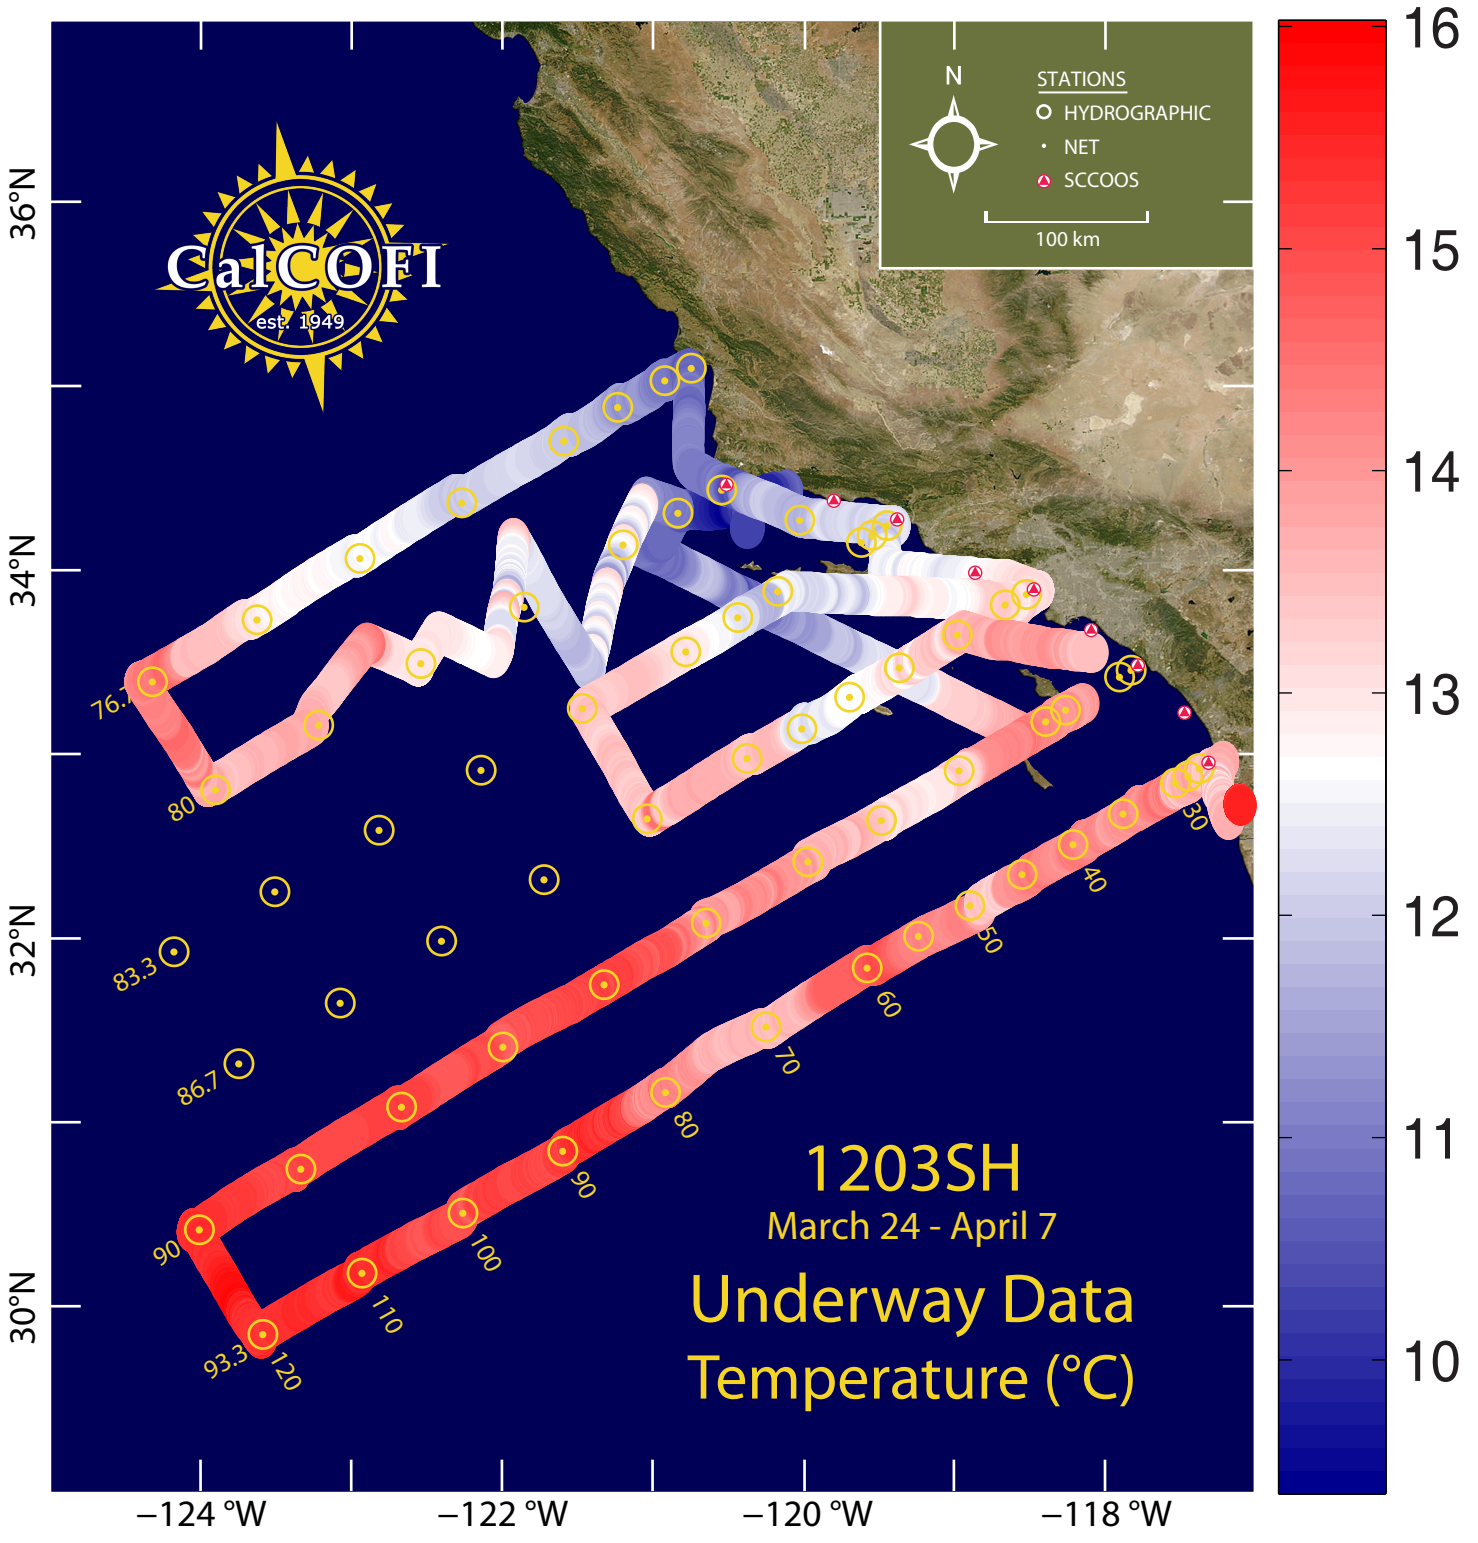 16
N
STATIONS
HYDROGRAPHIC
NET
SCCOOS
100 km
36°N
15
CalCOFI
est. 1949
14
34°N
13
76.7
80
30
40
12
50
32°N
83.3
60
86.7
70
80
11
1203SH
90
March 24 - April 7
90
100
30°N
Underway Data
110
93.3
120
10
Temperature (°C)
−124 °W
−122 °W
−120 °W
−118 °W